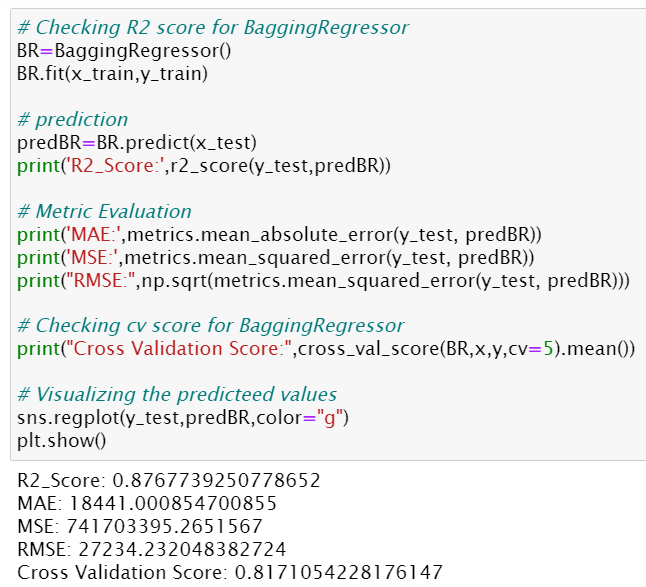 # Checking R2 score for BaggingRegressor
BR=BaggingRegressor()
BR.fit(x_train,y_train)
# prediction
predBR=BR.predict(x_test)
print('R2_Score:',r2_score(y_test,predBR))
# Metric Evaluation
print('MAE:',metrics.mean_absolute_error(y_test, predBR))
print('MSE:',metrics.mean_squared_error(y_test, predBR))
print("RMSE:",np.sqrt(metrics.mean_squared_error(y_test, predBR)))
# Checking cv score for BaggingRegressor
print("Cross Validation Score:",cross_val_score(BR,x,y,cv=5).mean())
# Visualizing the predicteed values
sns.regplot(y_test,predBR,color="g")
plt.show()
R2_Score: 0.8767739250778652
MAE: 18441.000854700855
MSE: 741703395.2651567
RMSE: 27234.232048382724
Cross Validation Score: 0.8171054228176147